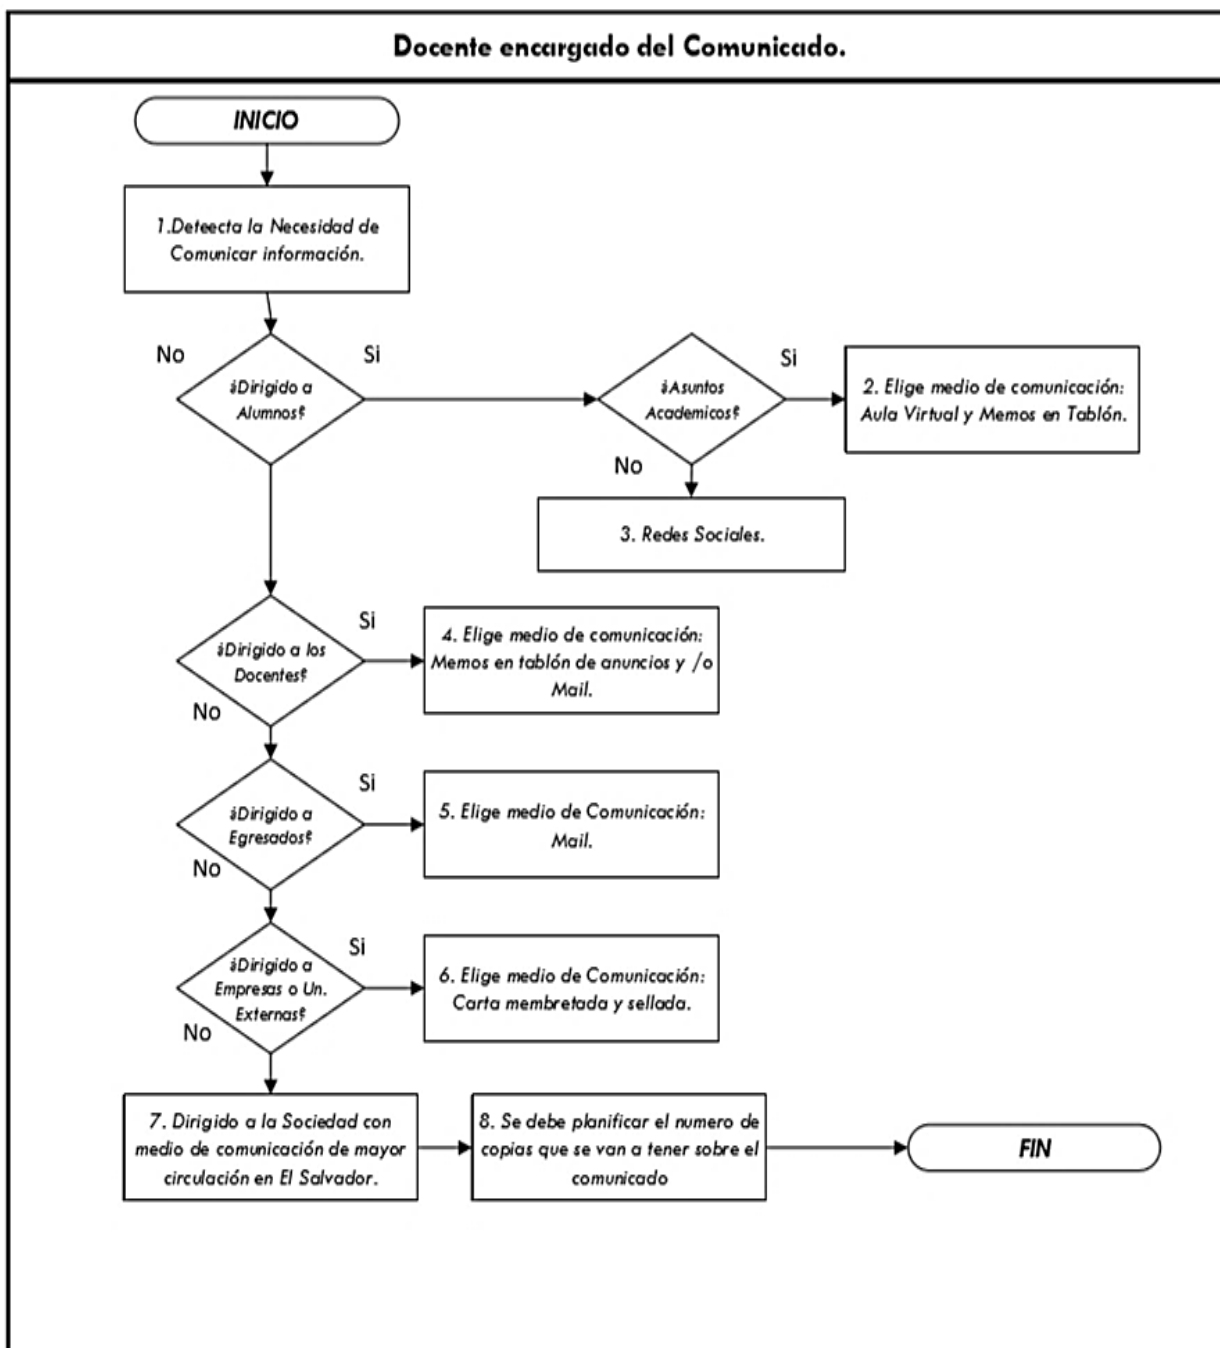 Docente encargado del Comunicado.
INICIO
1.Deteecta la Necesidad de
Comunicar información.
No
Si
¿Dirigido a
Alumnos?
¿Asuntos
Academicos?
Si
2. Elige medio de comunicación:
Aula Virtual y Memos en Tablón.
No
3. Redes Sociales.
¿Dirigido a los
Docentes?
Si
4. Elige medio de comunicación:
Memos en tablón de anuncios y /o
Mail.
No
¿Dirigido a
Egresados?
Si
5. Elige medio de Comunicación:
Mail.
No
¿Dirigido a
Empresas o Un.
Externas?
Si
6. Elige medio de Comunicación:
Carta membretada y sellada.
No
7. Dirigido a la Sociedad con
medio de comunicación de mayor
circulación en El Salvador.
8. Se debe planificar el numero de
copias que se van a tener sobre el
comunicado
FIN